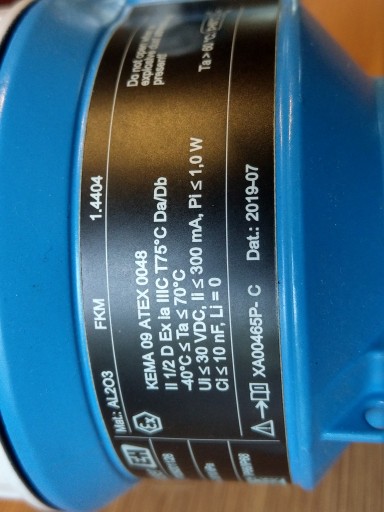 Mat.: AL2O3 FKM 1.4404
KEMA 09 ATEX 0048
II 1/2 D Ex ia IIIC T75°C Da/Db
-40°C ≤ Ta ≤ 70°C
Ui ≤ 30 VDC, Ii ≤ 300 mA, Pi ≤ 1,0 W
Ci ≤ 10 nF, Li = 0
XA00465P- C Dat.: 2019-07
Do not open
explosive
present!
Ta >